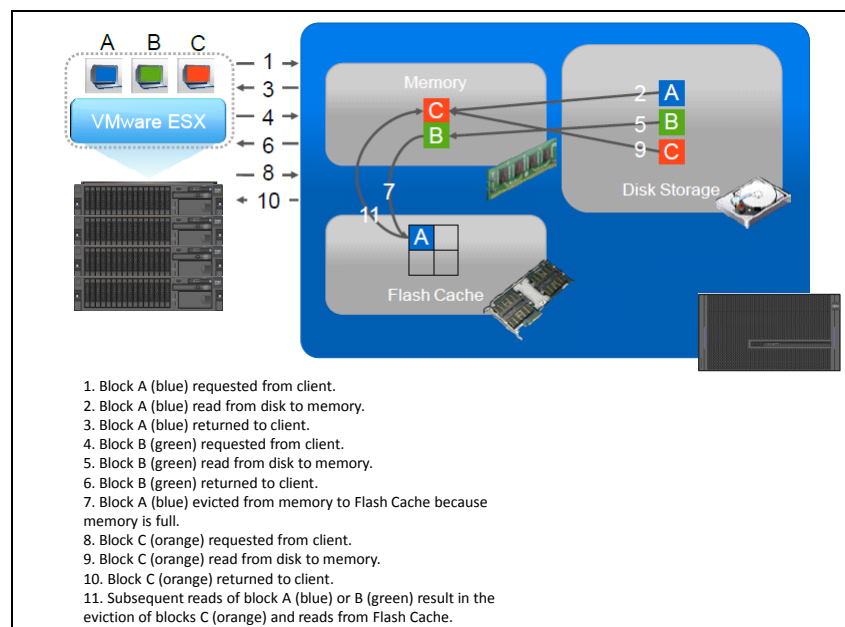 A B C
VMware ESX
1
3
4
6
8
10
Memory
C
B
2 A
5 B
9 C
Disk Storage
7
11
A
Flash Cache
1. Block A (blue) requested from client.
2. Block A (blue) read from disk to memory.
3. Block A (blue) returned to client.
4. Block B (green) requested from client.
5. Block B (green) read from disk to memory.
6. Block B (green) returned to client.
7. Block A (blue) evicted from memory to Flash Cache because
memory is full.
8. Block C (orange) requested from client.
9. Block C (orange) read from disk to memory.
10. Block C (orange) returned to client.
11. Subsequent reads of block A (blue) or B (green) result in the
eviction of blocks C (orange) and reads from Flash Cache.